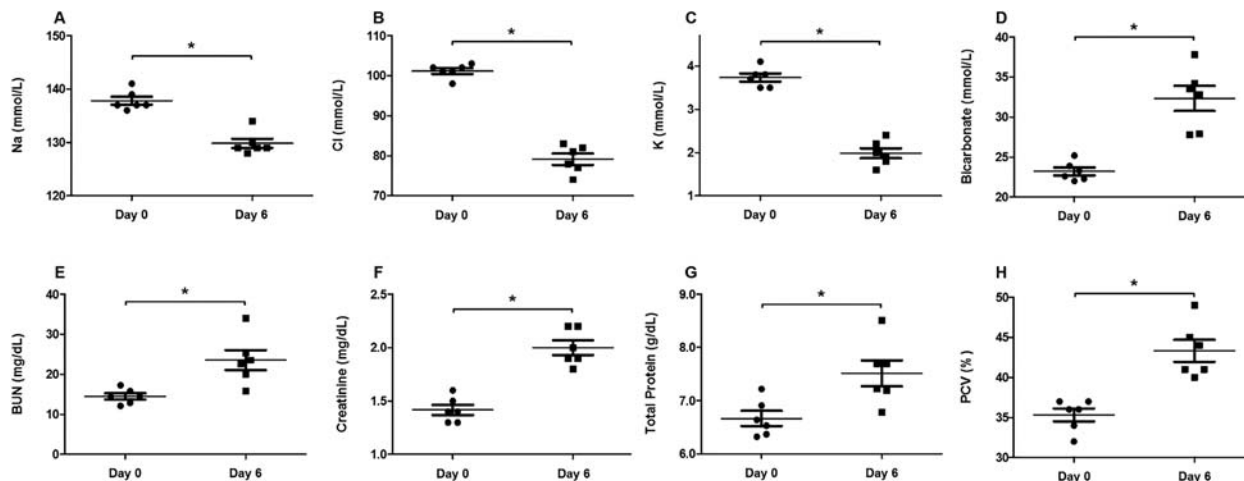 A
Na (mmol/L)
140
130
120
*
Day 0
Day 6
B
Cl (mmol/L)
110
100
90
80
70
*
Day 0
Day 6
C
K (mmol/L)
4
3
2
1
*
Day 0
Day 6
D
Bicarbonate (mmol/L)
40
35
30
25
20
*
Day 0
Day 6
E
BUN (mg/dL)
40
30
20
10
0
*
Day 0
Day 6
F
Creatinine (mg/dL)
2.5
2.0
1.5
1.0
*
Day 0
Day 6
G
Total Protein (g/dL)
9.0
8.0
7.0
6.0
*
Day 0
Day 6
H
PCV (%)
50
45
40
35
30
*
Day 0
Day 6